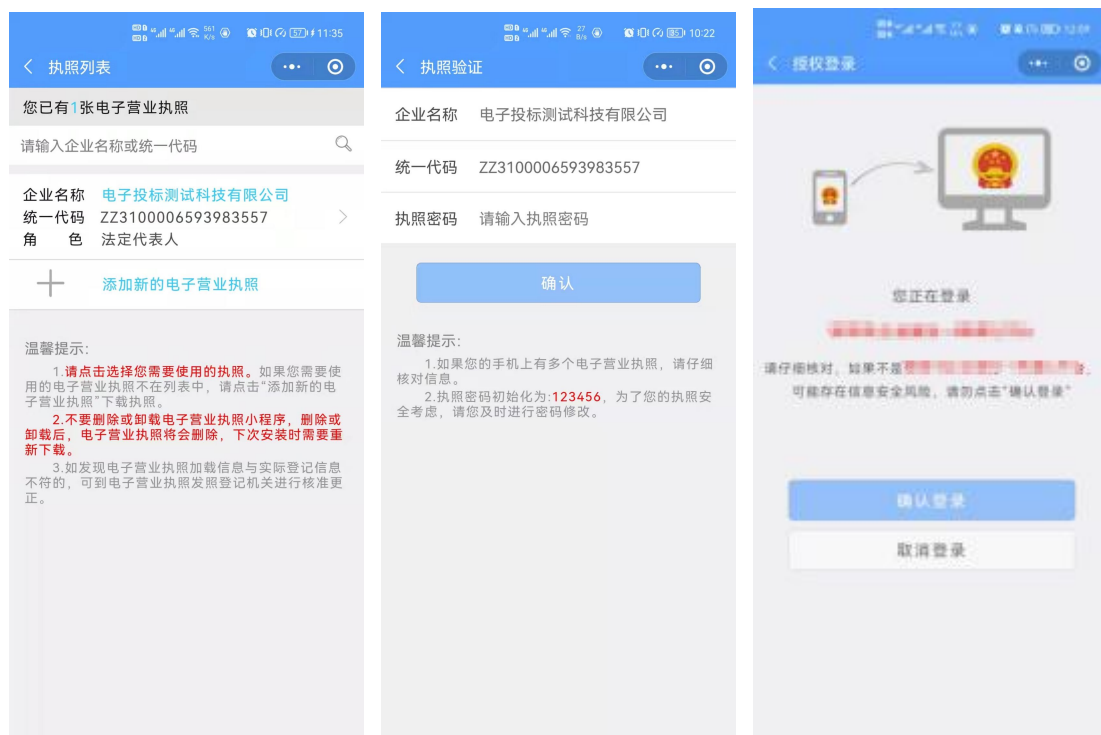 561
K/s
57
11:35
执照列表
您已有1张电子营业执照
请输入企业名称或统一代码
企业名称 电子投标测试科技有限公司
统一代码 ZZ3100006593983557
角 色 法定代表人
添加新的电子营业执照
温馨提示:
1.请点击选择您需要使用的执照。如果您需要使
用的电子营业执照不在列表中，请点击“添加新的电
子营业执照”下载执照。
2.不要删除或卸载电子营业执照小程序，删除或
卸载后，电子营业执照将会删除，下次安装时需要重
新下载。
3.如发现电子营业执照加载信息与实际登记信息
不符的，可到电子营业执照发照登记机关进行核准更
正。
27
B/s
85
10:22
执照验证
企业名称 电子投标测试科技有限公司
统一代码 ZZ3100006593983557
执照密码 请输入执照密码
确认
温馨提示:
1.如果您的手机上有多个电子营业执照，请仔细
核对信息。
2.执照密码初始化为:123456，为了您的执照安
全考虑，请您及时进行密码修改。
授权登录
您正在登录
请仔细核对，如果不是
可能存在信息安全风险，请勿点击“确认登录”
确认登录
取消登录